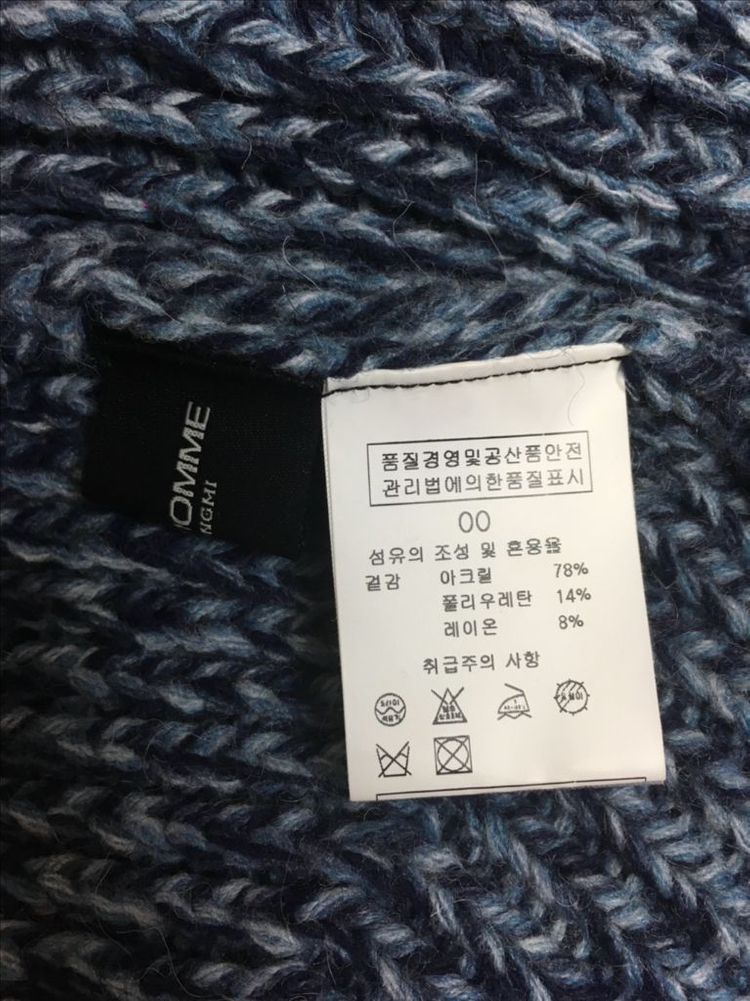 OMME
NGMI
품질경영및공산품안전
관리법에의한품질표시
00
섬유의 조성 및 혼용율
겉감 아크릴 78%
폴리우레탄 14%
레이온 8%
취급주의 사항